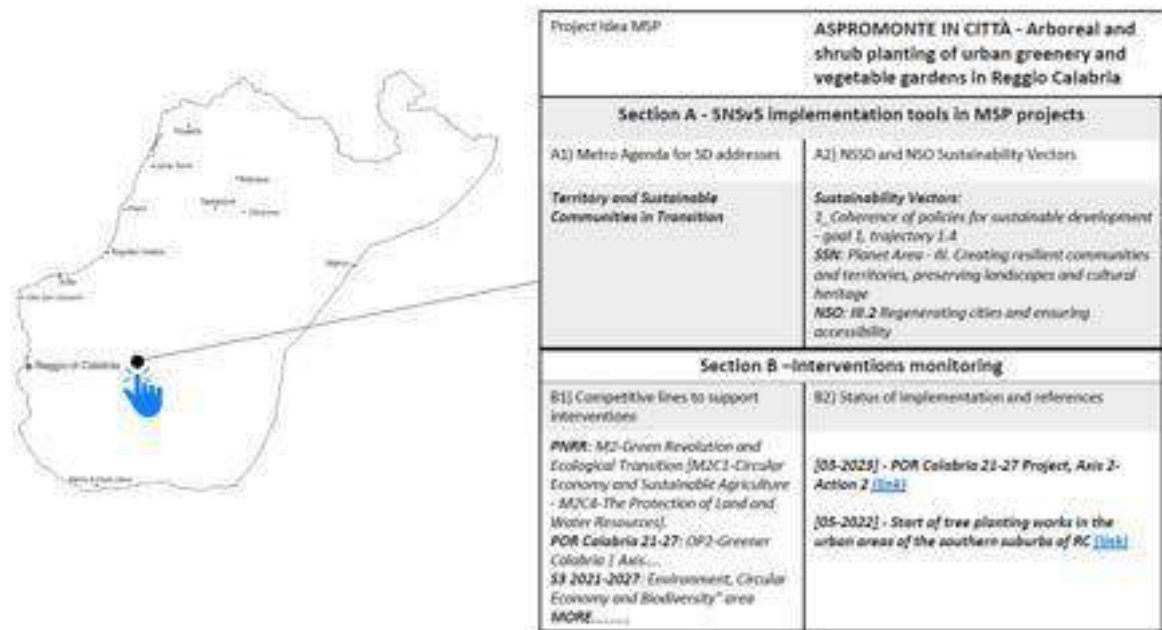 Project Idea MSP
ASPROMONTE IN CITTÀ - Arboreal and
shrub planting of urban greenery and
vegetable gardens in Reggio Calabria
Section A - SNSvS implementation tools in MSP projects
A1) Metro Agenda for SD addresses
A2) NSSD and NSO Sustainability Vectors
Territory and Sustainable
Communities in Transition
Sustainability Vectors:
1_Coherence of policies for sustainable development
- goal 1, trajectory 1.4
SSN: Planet Area - III. Creating resilient communities
and territories, preserving landscapes and cultural
heritage
NSO: III.2 Regenerating cities and ensuring
accessibility
Section B –Interventions monitoring
B1) Competitive lines to support
interventions
B2) Status of implementation and references
PNRR: M2-Green Revolution and
Ecological Transition [M2C1-Circular
Economy and Sustainable Agriculture
- M2C4-The Protection of Land and
Water Resources].
POR Calabria 21-27: OP2-Greener
Calabria | Axis....
S3 2021-2027: Environment, Circular
Economy and Biodiversity" area
MORE........
[03-2023] - POR Calabria 21-27 Project, Axis 2-
Action 2 (link)
[05-2022] - Start of tree planting works in the
urban areas of the southern suburbs of RC (link)
Reggio di Calabria